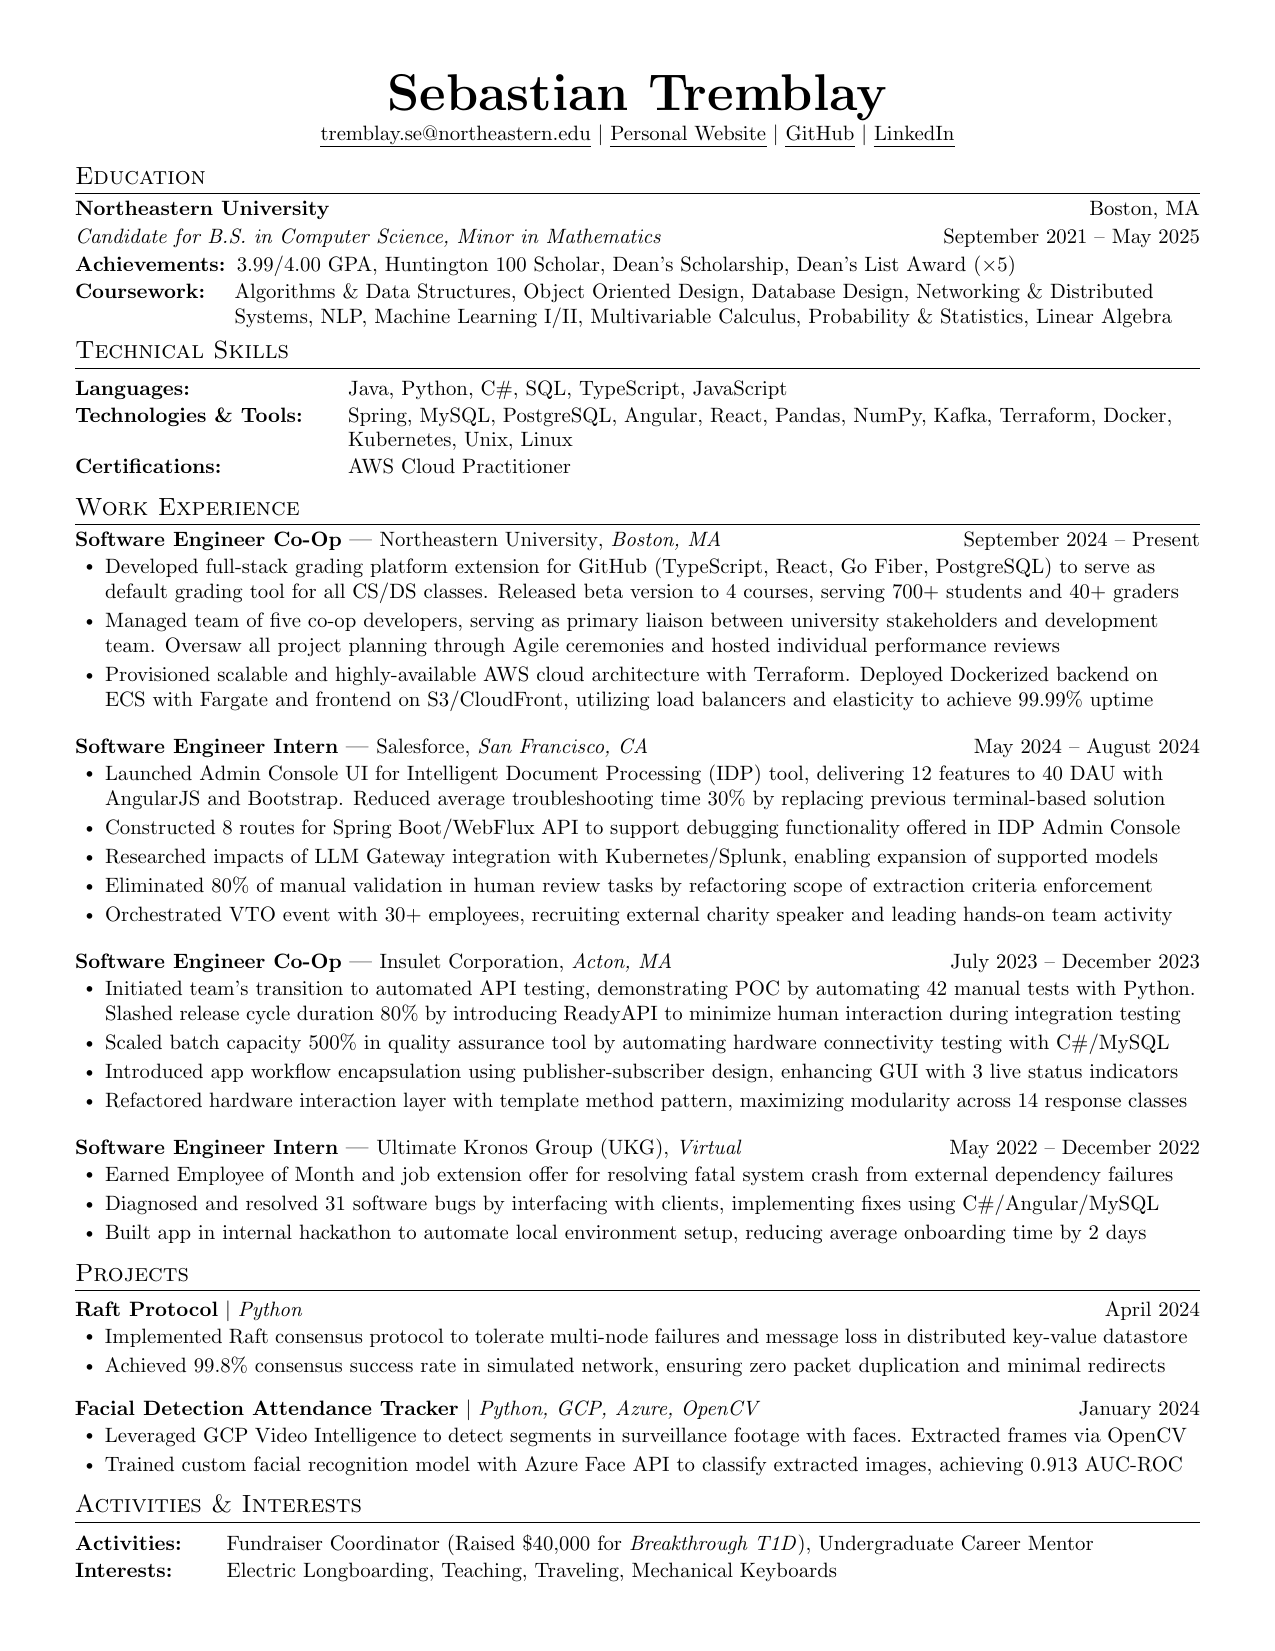 Sebastian Tremblay
tremblay.se@northeastern.edu | Personal Website | GitHub | LinkedIn
Education
Northeastern University Boston, MA
Candidate for B.S. in Computer Science, Minor in Mathematics September 2021 – May 2025
Achievements: 3.99/4.00 GPA, Huntington 100 Scholar, Dean's Scholarship, Dean's List Award (×5)
Coursework: Algorithms & Data Structures, Object Oriented Design, Database Design, Networking & Distributed
Systems, NLP, Machine Learning I/II, Multivariable Calculus, Probability & Statistics, Linear Algebra
Technical Skills
Languages: Java, Python, C#, SQL, TypeScript, JavaScript
Technologies & Tools: Spring, MySQL, PostgreSQL, Angular, React, Pandas, NumPy, Kafka, Terraform, Docker,
Kubernetes, Unix, Linux
Certifications: AWS Cloud Practitioner
Work Experience
Software Engineer Co-Op — Northeastern University, Boston, MA September 2024 – Present
• Developed full-stack grading platform extension for GitHub (TypeScript, React, Go Fiber, PostgreSQL) to serve as
default grading tool for all CS/DS classes. Released beta version to 4 courses, serving 700+ students and 40+ graders
• Managed team of five co-op developers, serving as primary liaison between university stakeholders and development
team. Oversaw all project planning through Agile ceremonies and hosted individual performance reviews
• Provisioned scalable and highly-available AWS cloud architecture with Terraform. Deployed Dockerized backend on
ECS with Fargate and frontend on S3/CloudFront, utilizing load balancers and elasticity to achieve 99.99% uptime
Software Engineer Intern — Salesforce, San Francisco, CA May 2024 – August 2024
• Launched Admin Console UI for Intelligent Document Processing (IDP) tool, delivering 12 features to 40 DAU with
AngularJS and Bootstrap. Reduced average troubleshooting time 30% by replacing previous terminal-based solution
• Constructed 8 routes for Spring Boot/WebFlux API to support debugging functionality offered in IDP Admin Console
• Researched impacts of LLM Gateway integration with Kubernetes/Splunk, enabling expansion of supported models
• Eliminated 80% of manual validation in human review tasks by refactoring scope of extraction criteria enforcement
• Orchestrated VTO event with 30+ employees, recruiting external charity speaker and leading hands-on team activity
Software Engineer Co-Op — Insulet Corporation, Acton, MA July 2023 – December 2023
• Initiated team's transition to automated API testing, demonstrating POC by automating 42 manual tests with Python.
Slashed release cycle duration 80% by introducing ReadyAPI to minimize human interaction during integration testing
• Scaled batch capacity 500% in quality assurance tool by automating hardware connectivity testing with C#/MySQL
• Introduced app workflow encapsulation using publisher-subscriber design, enhancing GUI with 3 live status indicators
• Refactored hardware interaction layer with template method pattern, maximizing modularity across 14 response classes
Software Engineer Intern — Ultimate Kronos Group (UKG), Virtual May 2022 – December 2022
• Earned Employee of Month and job extension offer for resolving fatal system crash from external dependency failures
• Diagnosed and resolved 31 software bugs by interfacing with clients, implementing fixes using C#/Angular/MySQL
• Built app in internal hackathon to automate local environment setup, reducing average onboarding time by 2 days
Projects
Raft Protocol | Python April 2024
• Implemented Raft consensus protocol to tolerate multi-node failures and message loss in distributed key-value datastore
• Achieved 99.8% consensus success rate in simulated network, ensuring zero packet duplication and minimal redirects
Facial Detection Attendance Tracker | Python, GCP, Azure, OpenCV January 2024
• Leveraged GCP Video Intelligence to detect segments in surveillance footage with faces. Extracted frames via OpenCV
• Trained custom facial recognition model with Azure Face API to classify extracted images, achieving 0.913 AUC-ROC
Activities & Interests
Activities: Fundraiser Coordinator (Raised $40,000 for Breakthrough T1D), Undergraduate Career Mentor
Interests: Electric Longboarding, Teaching, Traveling, Mechanical Keyboards